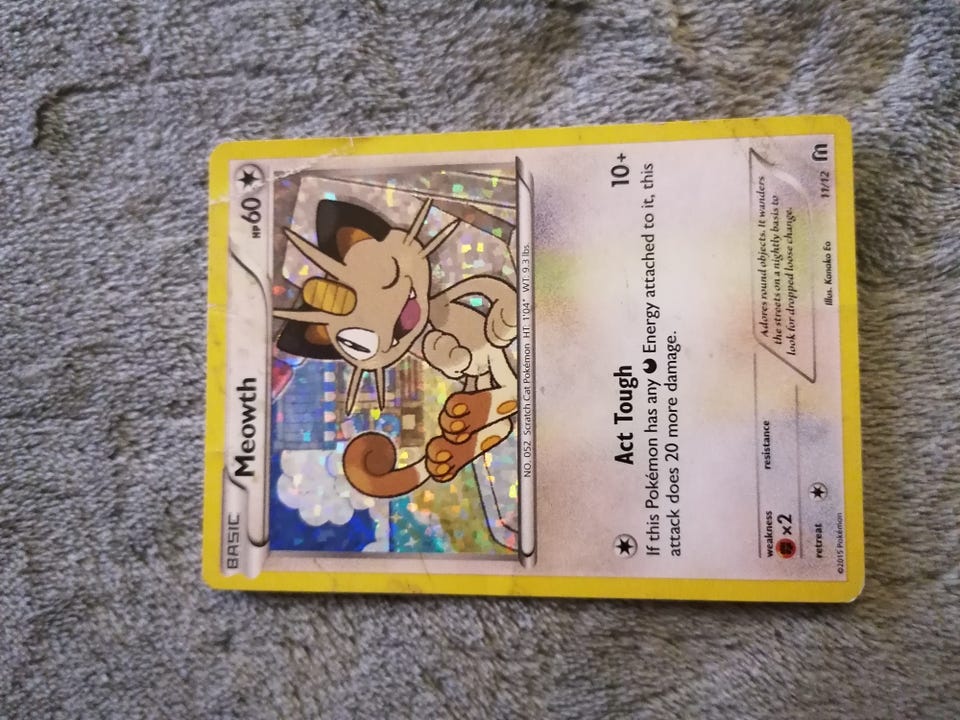 BASIC
Meowth
HP60
NO. 052 Scratch Cat Pokémon HT: 1'04" WT: 9.3 lbs.
Act Tough 10+
If this Pokémon has any Energy attached to it, this
attack does 20 more damage.
weakness
×2
resistance
retreat
Adores round objects. It wanders
the streets on a nightly basis to
look for dropped loose change.
Illus. Kanako Eo
11/12
©2015 Pokémon